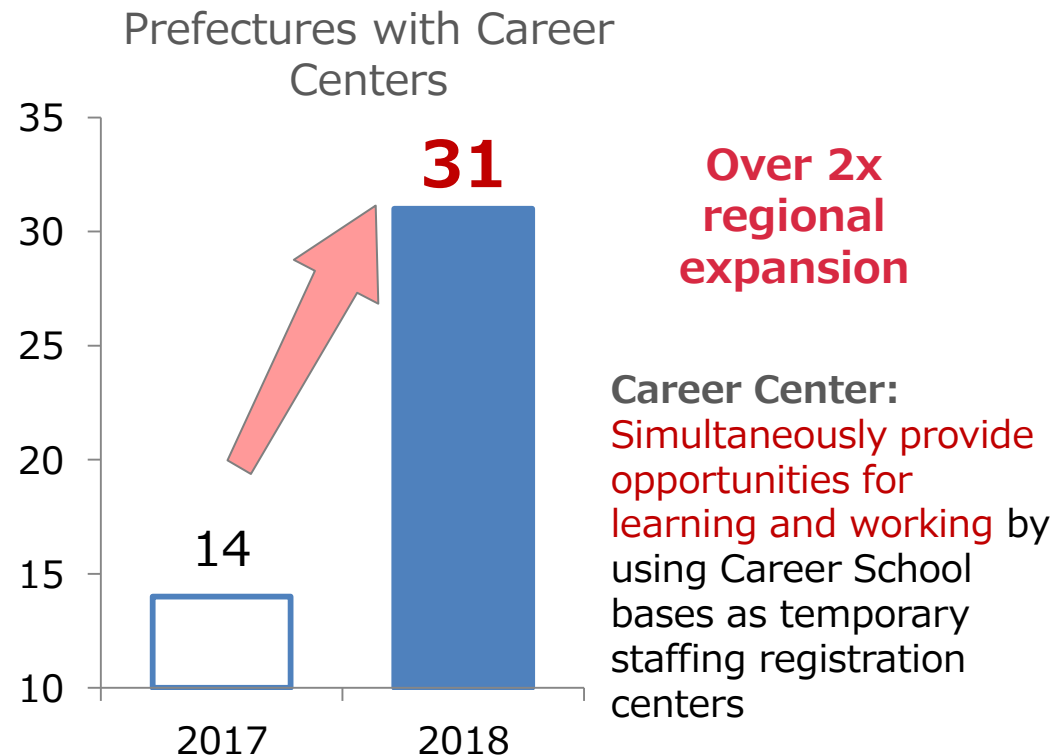 Prefectures with Career
Centers
35
30
25
20
15
10
31
14
2017
2018
Over 2x
regional
expansion
Career Center:
Simultaneously provide
opportunities for
learning and working by
using Career School
bases as temporary
staffing registration
centers